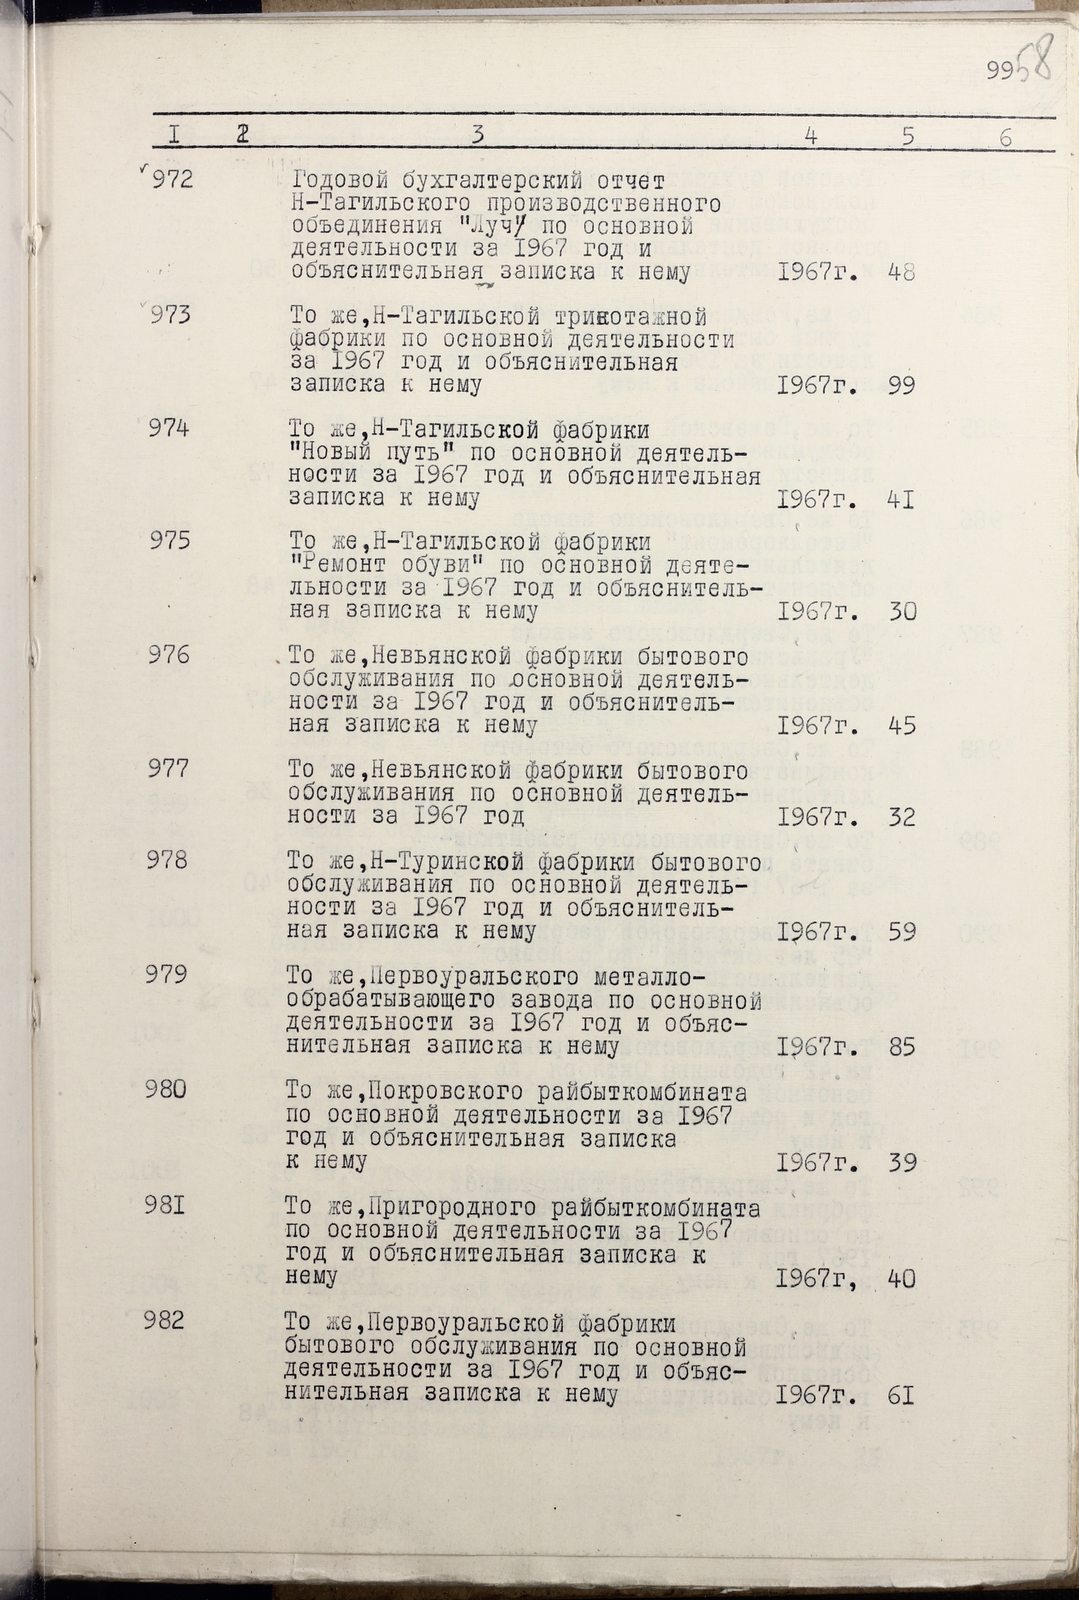 99 58
I 2 3 4 5 6
972 Годовой бухгалтерский отчет
Н-Тагильского производственного
объединения "Луч" по основной
деятельности за 1967 год и
объяснительная записка к нему 1967г. 48
973 То же,Н-Тагильской трикотажной
фабрики по основной деятельности
за 1967 год и объяснительная
записка к нему 1967г. 99
974 То же,Н-Тагильской фабрики
"Новый путь" по основной деятель-
ности за 1967 год и объяснительная
записка к нему 1967г. 41
975 То же,Н-Тагильской фабрики
"Ремонт обуви" по основной деяте-
льности за 1967 год и объяснитель-
ная записка к нему 1967г. 30
976 То же,Невьянской фабрики бытового
обслуживания по основной деятель-
ности за 1967 год и объяснитель-
ная записка к нему 1967г. 45
977 То же,Невьянской фабрики бытового
обслуживания по основной деятель-
ности за 1967 год 1967г. 32
978 То же,Н-Туринской фабрики бытового
обслуживания по основной деятель-
ности за 1967 год и объяснитель-
ная записка к нему 1967г. 59
979 То же,Первоуральского металло-
обрабатывающего завода по основной
деятельности за 1967 год и объяс-
нительная записка к нему 1967г. 85
980 То же,Покровского райбыткомбината
по основной деятельности за 1967
год и объяснительная записка
к нему 1967г. 39
981 То же,Пригородного райбыткомбината
по основной деятельности за 1967
год и объяснительная записка к
нему 1967г, 40
982 То же,Первоуральской фабрики
бытового обслуживания по основной
деятельности за 1967 год и объяс-
нительная записка к нему 1967г. 61